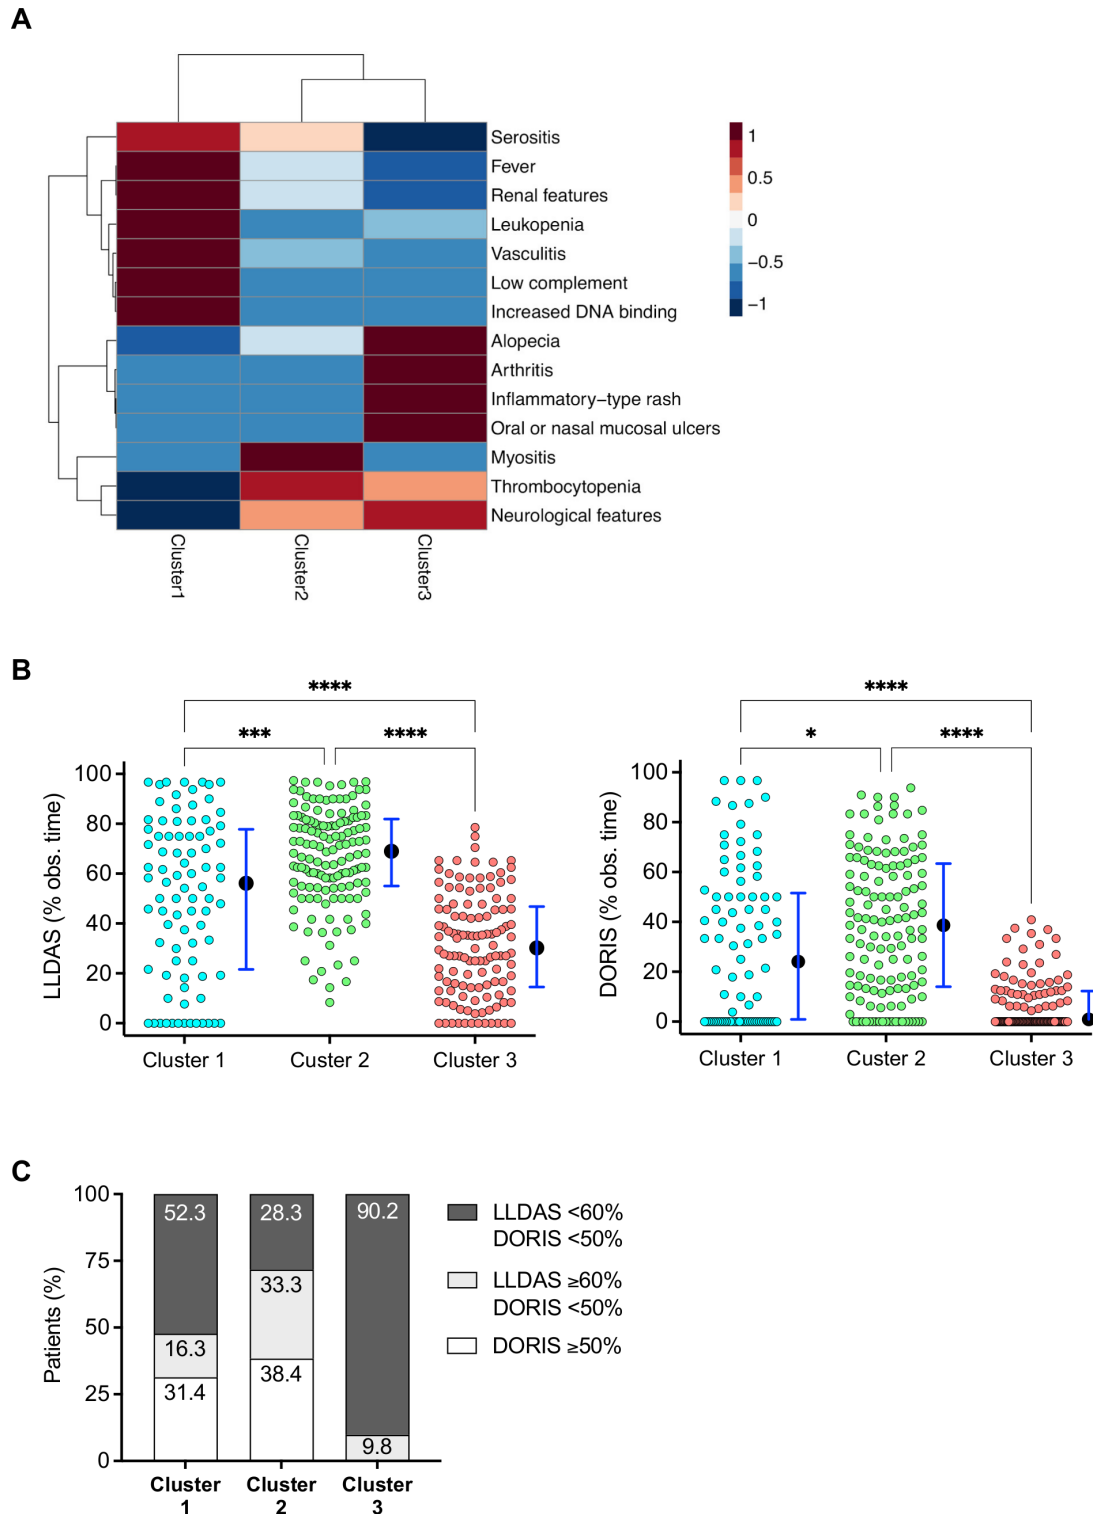 A
Serositis
Fever
Renal features
Leukopenia
Vasculitis
Low complement
Increased DNA binding
Alopecia
Arthritis
Inflammatory−type rash
Oral or nasal mucosal ulcers
Myositis
Thrombocytopenia
Neurological features
1
0.5
0
−0.5
−1
Cluster1
Cluster2
Cluster3
B
****
***
****
LLDAS (% obs. time)
100
80
60
40
20
0
Cluster 1
Custer 2
Cluster 3
****
*
****
DORIS (% obs. time)
100
80
60
40
20
0
Cluster 1
Custer 2
Cluster 3
C
Patients (%)
100
75
50
25
0
52.3
16.3
31.4
28.3
33.3
38.4
90.2
9.8
Cluster
1
Cluster
2
Cluster
3
LLDAS <60%
DORIS <50%
LLDAS ≥60%
DORIS <50%
DORIS ≥50%